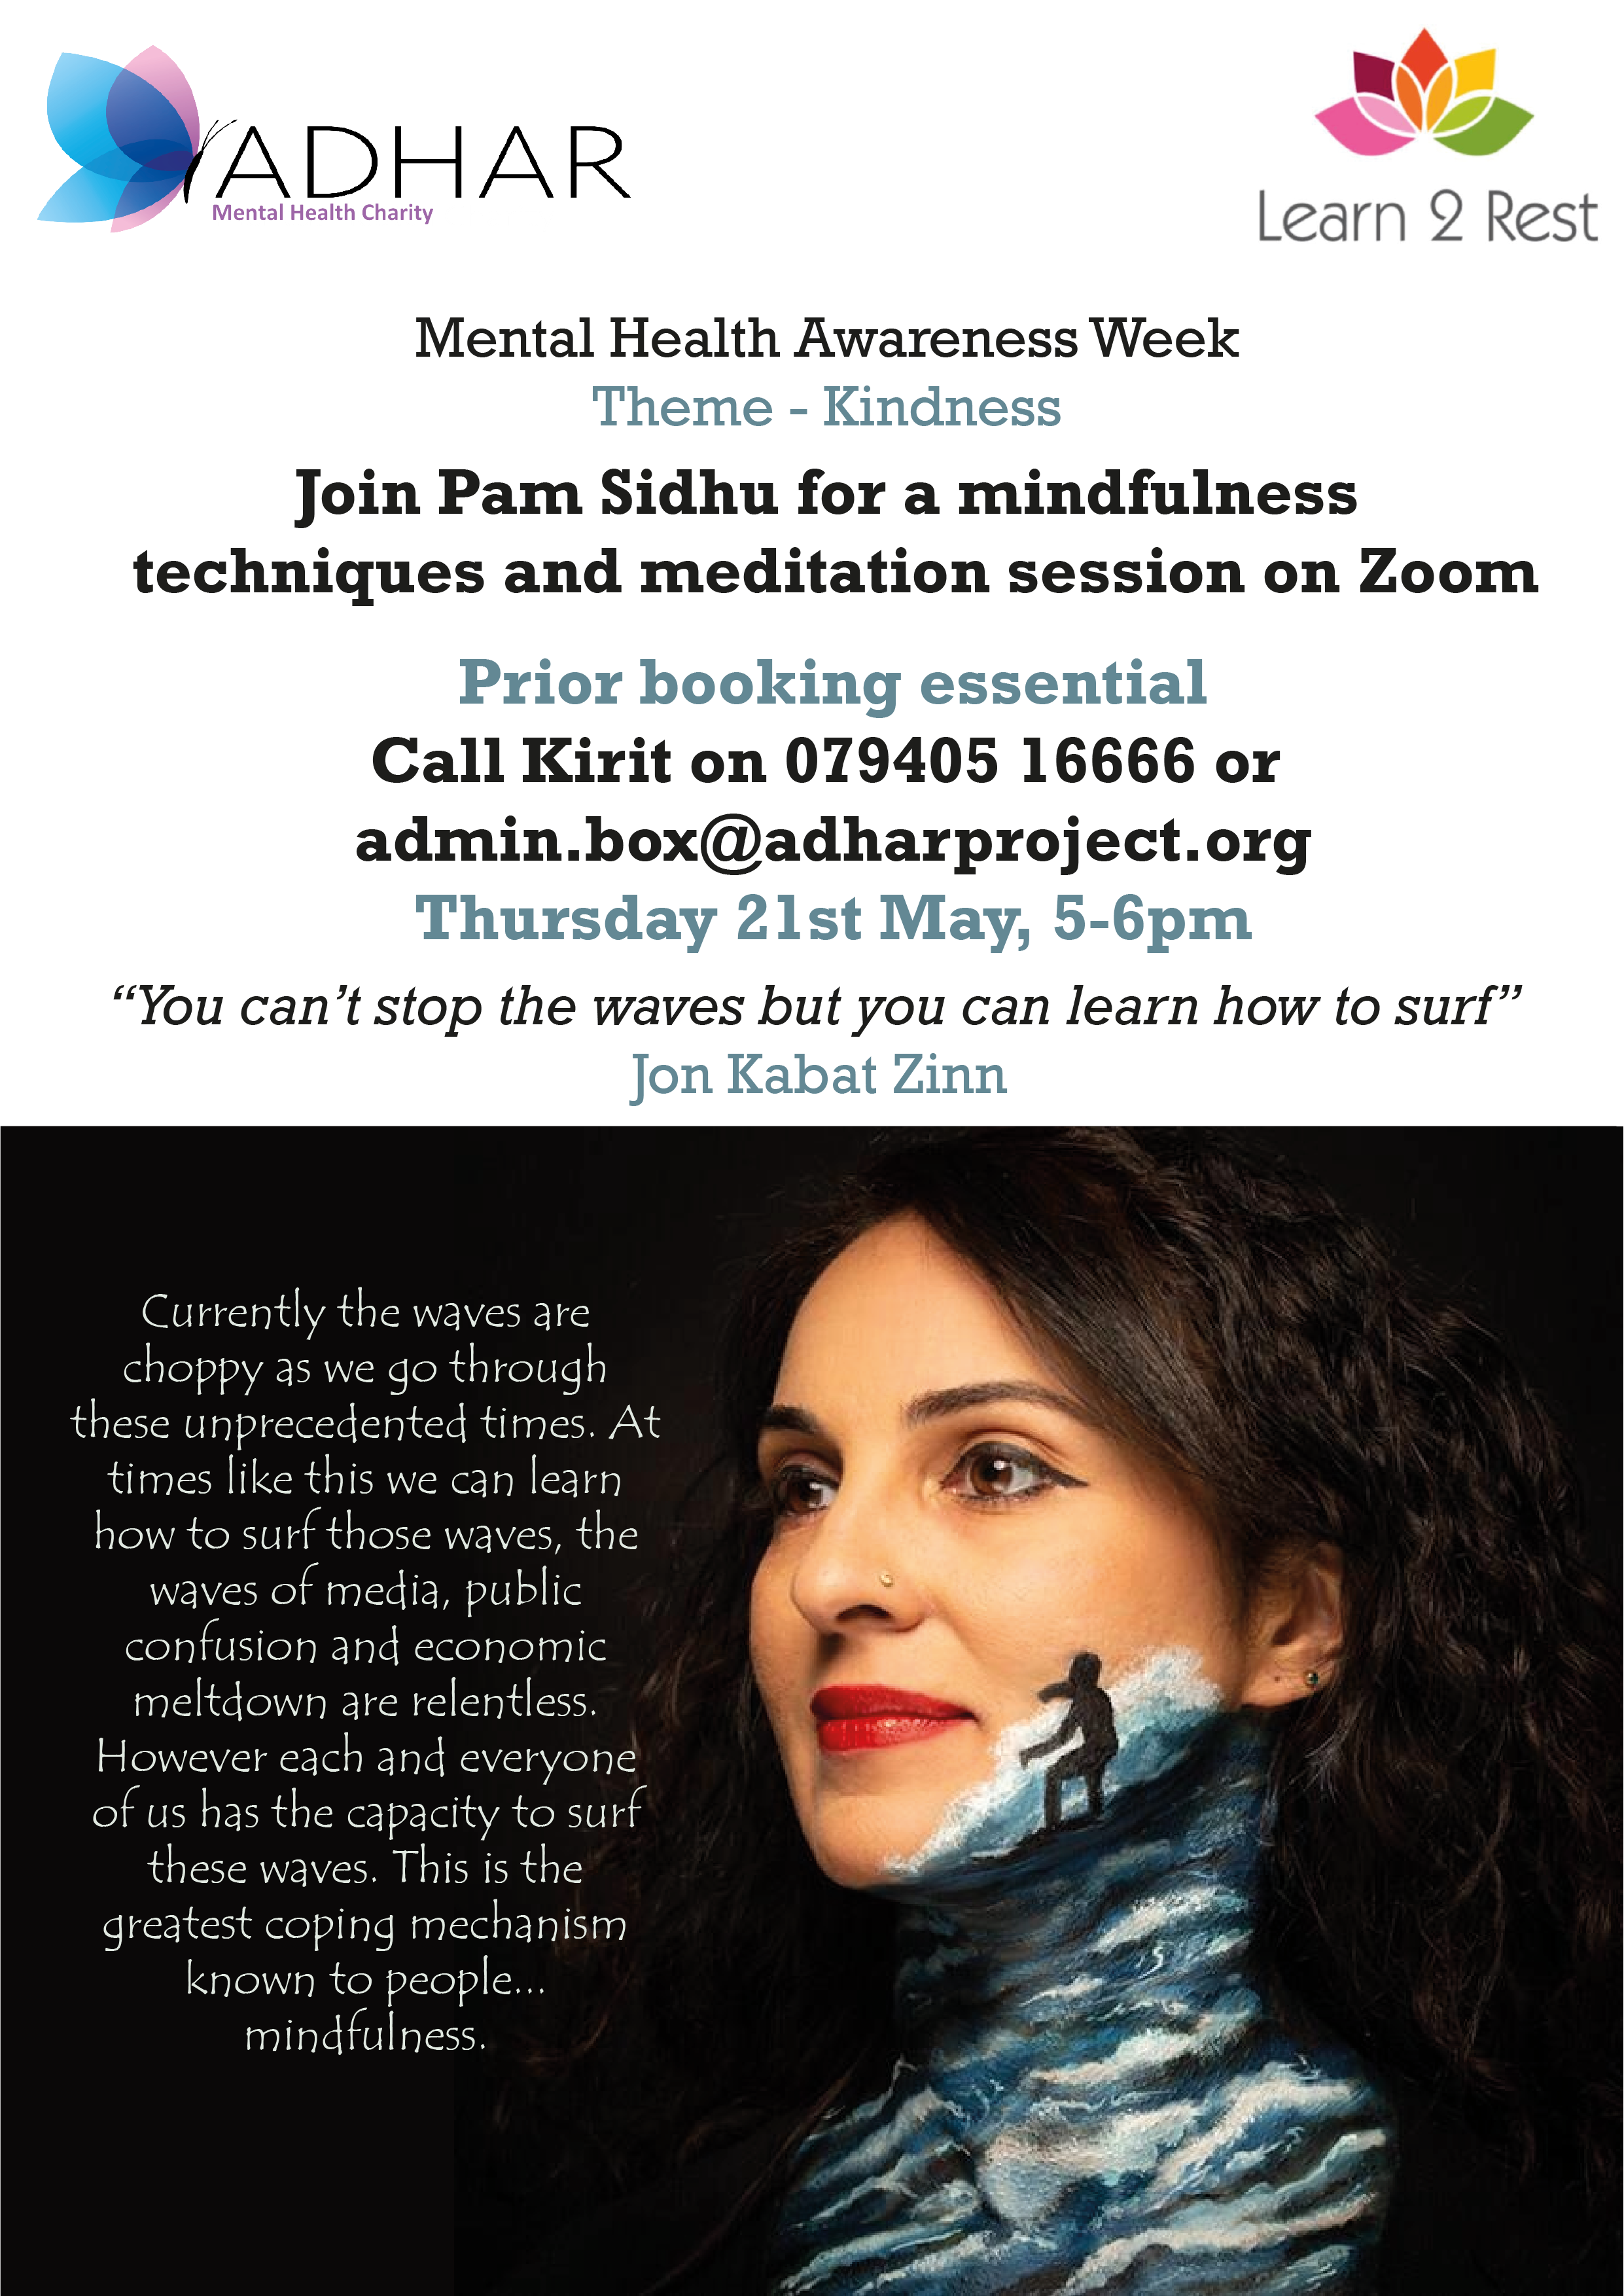 ADHAR
Mental Health Charity
Learn 2 Rest
Mental Health Awareness Week
Theme - Kindness
Join Pam Sidhu for a mindfulness
techniques and meditation session on Zoom
Prior booking essential
Call Kirit on 079405 16666 or
admin.box@adharproject.org
Thursday 21st May, 5-6pm
“You can’t stop the waves but you can learn how to surf”
Jon Kabat Zinn
Currently the waves are
choppy as we go through
these unprecedented times. At
times like this we can learn
how to surf those waves, the
waves of media, public
confusion and economic
meltdown are relentless.
However each and everyone
of us has the capacity to surf
these waves. This is the
greatest coping mechanism
known to people...
mindfulness.